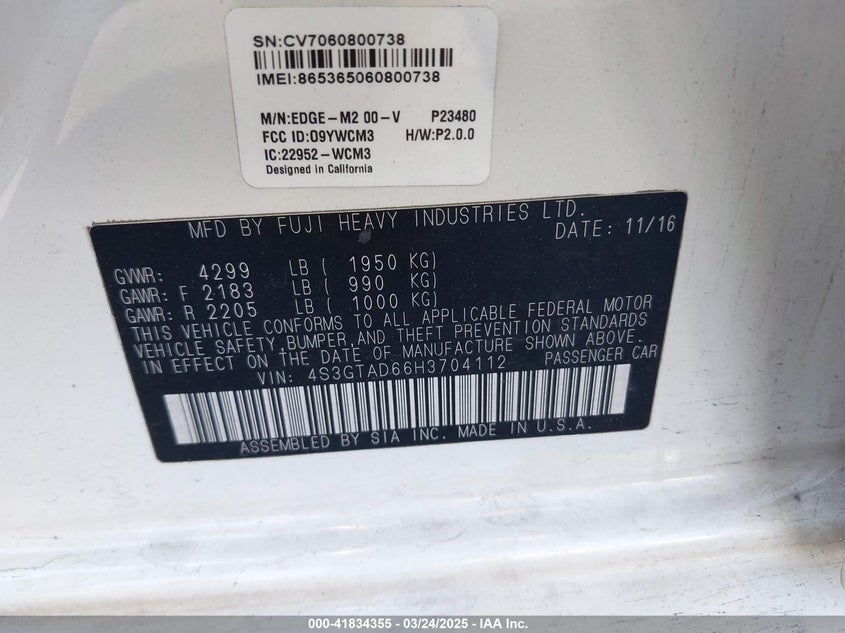 SN:CV7060800738
IMEI:865365060800738
M/N:EDGE-M2 00-V P23480
FCC ID:O9YWCM3 H/W:P2.0.0
IC:22952-WCM3
Designed in California
MFD BY FUJI HEAVY INDUSTRIES LTD.
DATE: 11/16
GVWR: 4299 LB ( 1950 KG)
GAWR: F 2183 LB ( 990 KG)
GAWR: R 2205 LB ( 1000 KG)
THIS VEHICLE CONFORMS TO ALL APPLICABLE FEDERAL MOTOR
VEHICLE SAFETY, BUMPER, AND THEFT PREVENTION STANDARDS
IN EFFECT ON THE DATE OF MANUFACTURE SHOWN ABOVE.
VIN: 4S3GTAD66H3704112 PASSENGER CAR
ASSEMBLED BY SIA INC. MADE IN U.S.A.
000-41834355 - 03/24/2025 - IAA Inc.